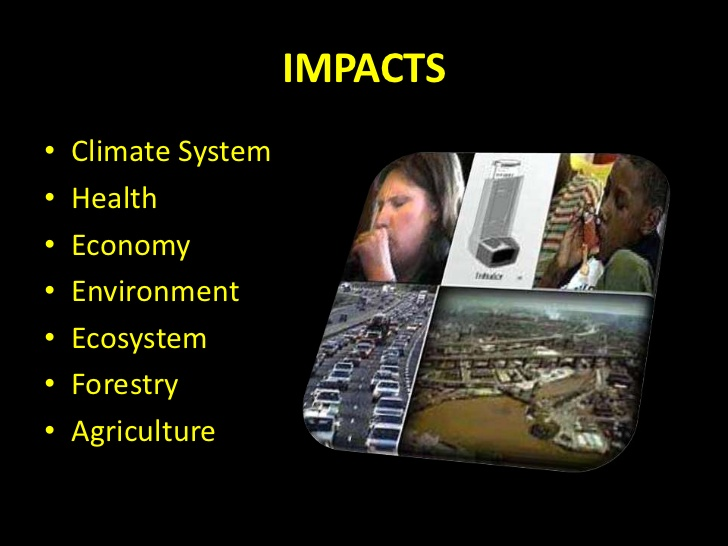 IMPACTS
• Climate System
• Health
• Economy
• Environment
• Ecosystem
• Forestry
• Agriculture